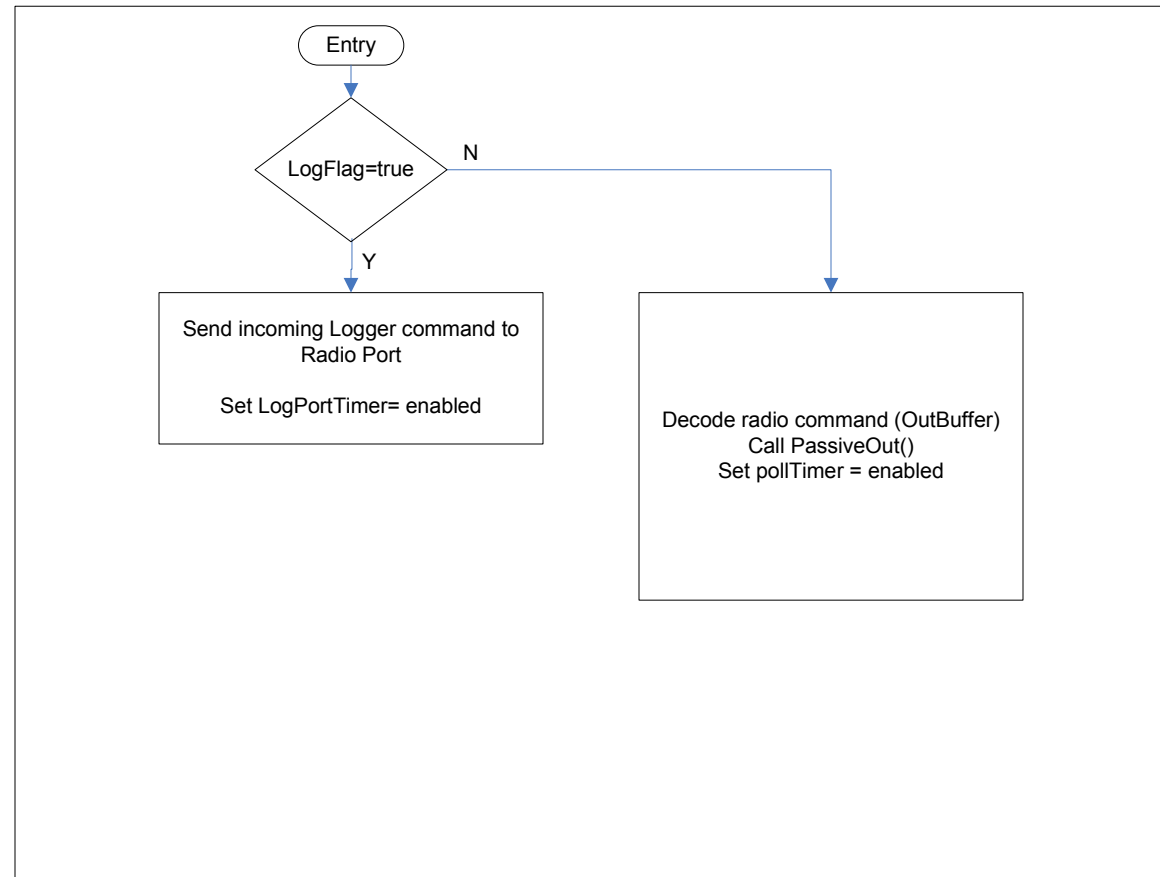 Entry
LogFlag=true
N
Y
Send incoming Logger command to
Radio Port
Set LogPortTimer= enabled
Decode radio command (OutBuffer)
Call PassiveOut()
Set pollTimer = enabled